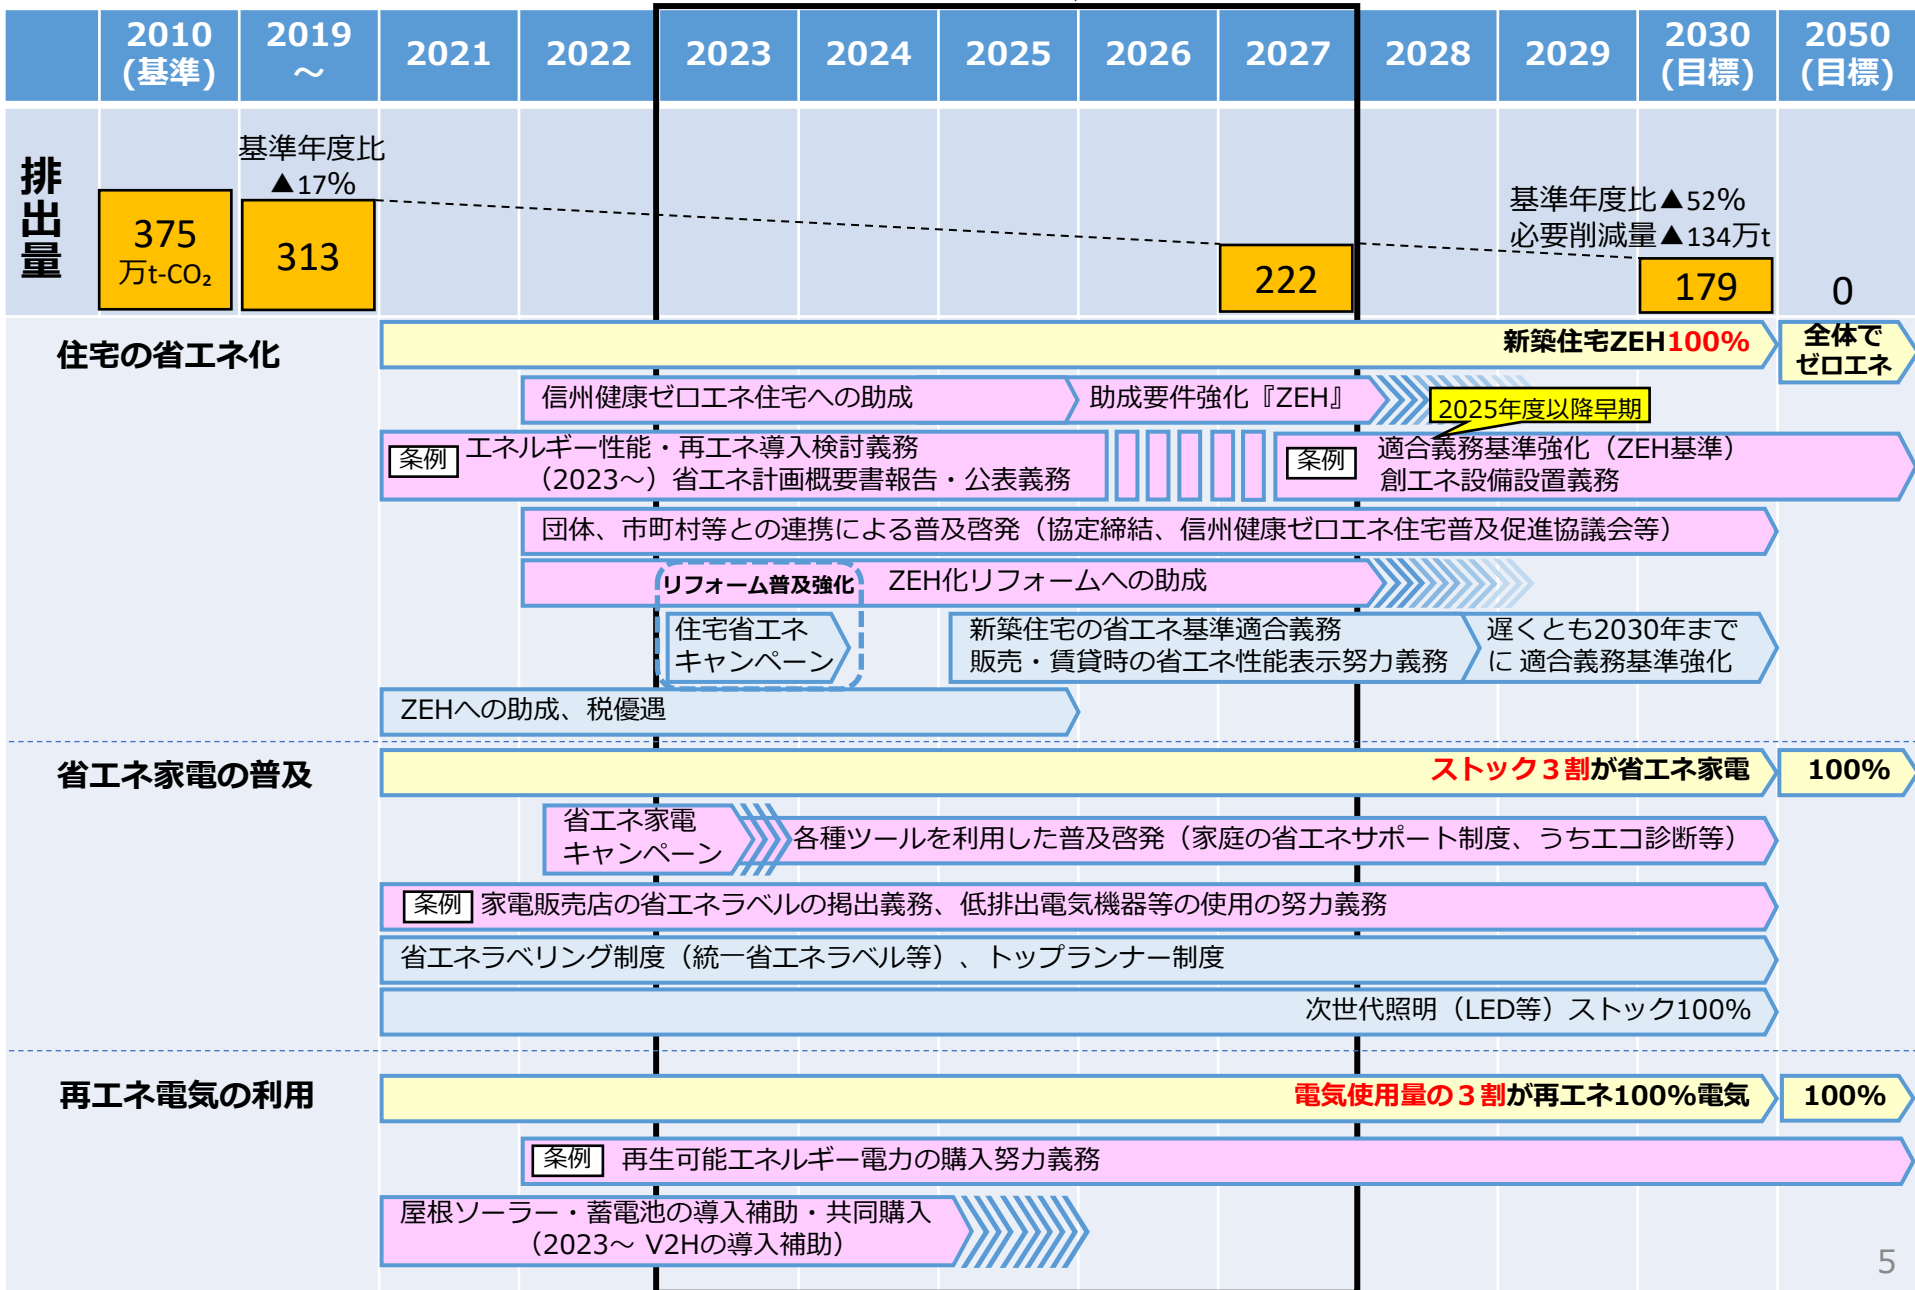 2010
(基準)
2019
～
2021
2022
2023
2024
2025
2026
2027
2028
2029
2030
(目標)
2050
(目標)
排出量
375
万t-CO₂
基準年度比
▲17%
313
222
基準年度比▲52%
必要削減量▲134万t
179
0
住宅の省エネ化
新築住宅ZEH100%
全体で
ゼロエネ
信州健康ゼロエネ住宅への助成
助成要件強化『ZEH』
2025年度以降早期
条例
エネルギー性能・再エネ導入検討義務
（2023～）省エネ計画概要書報告・公表義務
条例
適合義務基準強化（ZEH基準）
創エネ設備設置義務
団体、市町村等との連携による普及啓発（協定締結、信州健康ゼロエネ住宅普及促進協議会等）
リフォーム普及強化
ZEH化リフォームへの助成
住宅省エネ
キャンペーン
新築住宅の省エネ基準適合義務
販売・賃貸時の省エネ性能表示努力義務
遅くとも2030年まで
に 適合義務基準強化
ZEHへの助成、税優遇
省エネ家電の普及
ストック３割が省エネ家電
100%
省エネ家電
キャンペーン
各種ツールを利用した普及啓発（家庭の省エネサポート制度、うちエコ診断等）
条例
家電販売店の省エネラベルの掲出義務、低排出電気機器等の使用の努力義務
省エネラベリング制度（統一省エネラベル等）、トップランナー制度
次世代照明（LED等）ストック100%
再エネ電気の利用
電気使用量の３割が再エネ100%電気
100%
条例
再生可能エネルギー電力の購入努力義務
屋根ソーラー・蓄電池の導入補助・共同購入
（2023～ V2Hの導入補助）
5